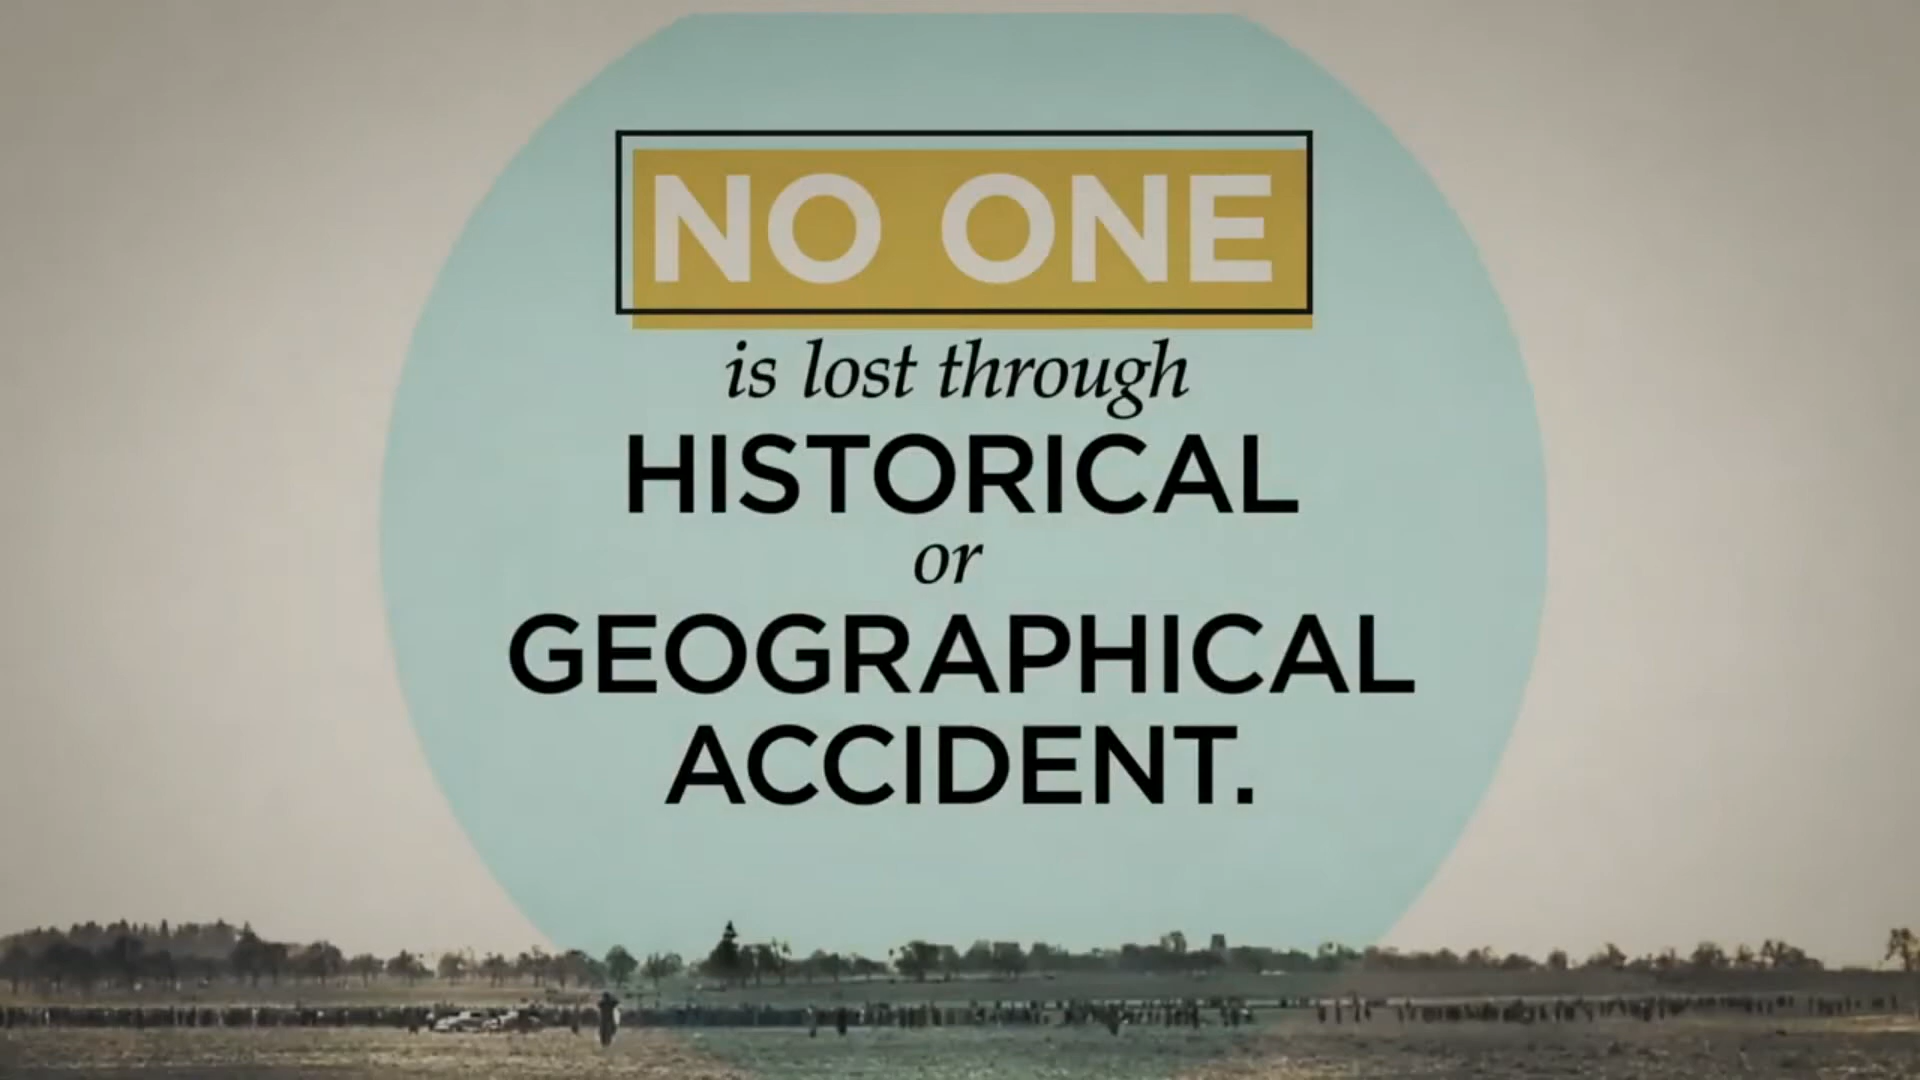 NO ONE
is lost through
HISTORICAL
or
GEOGRAPHICAL
ACCIDENT.